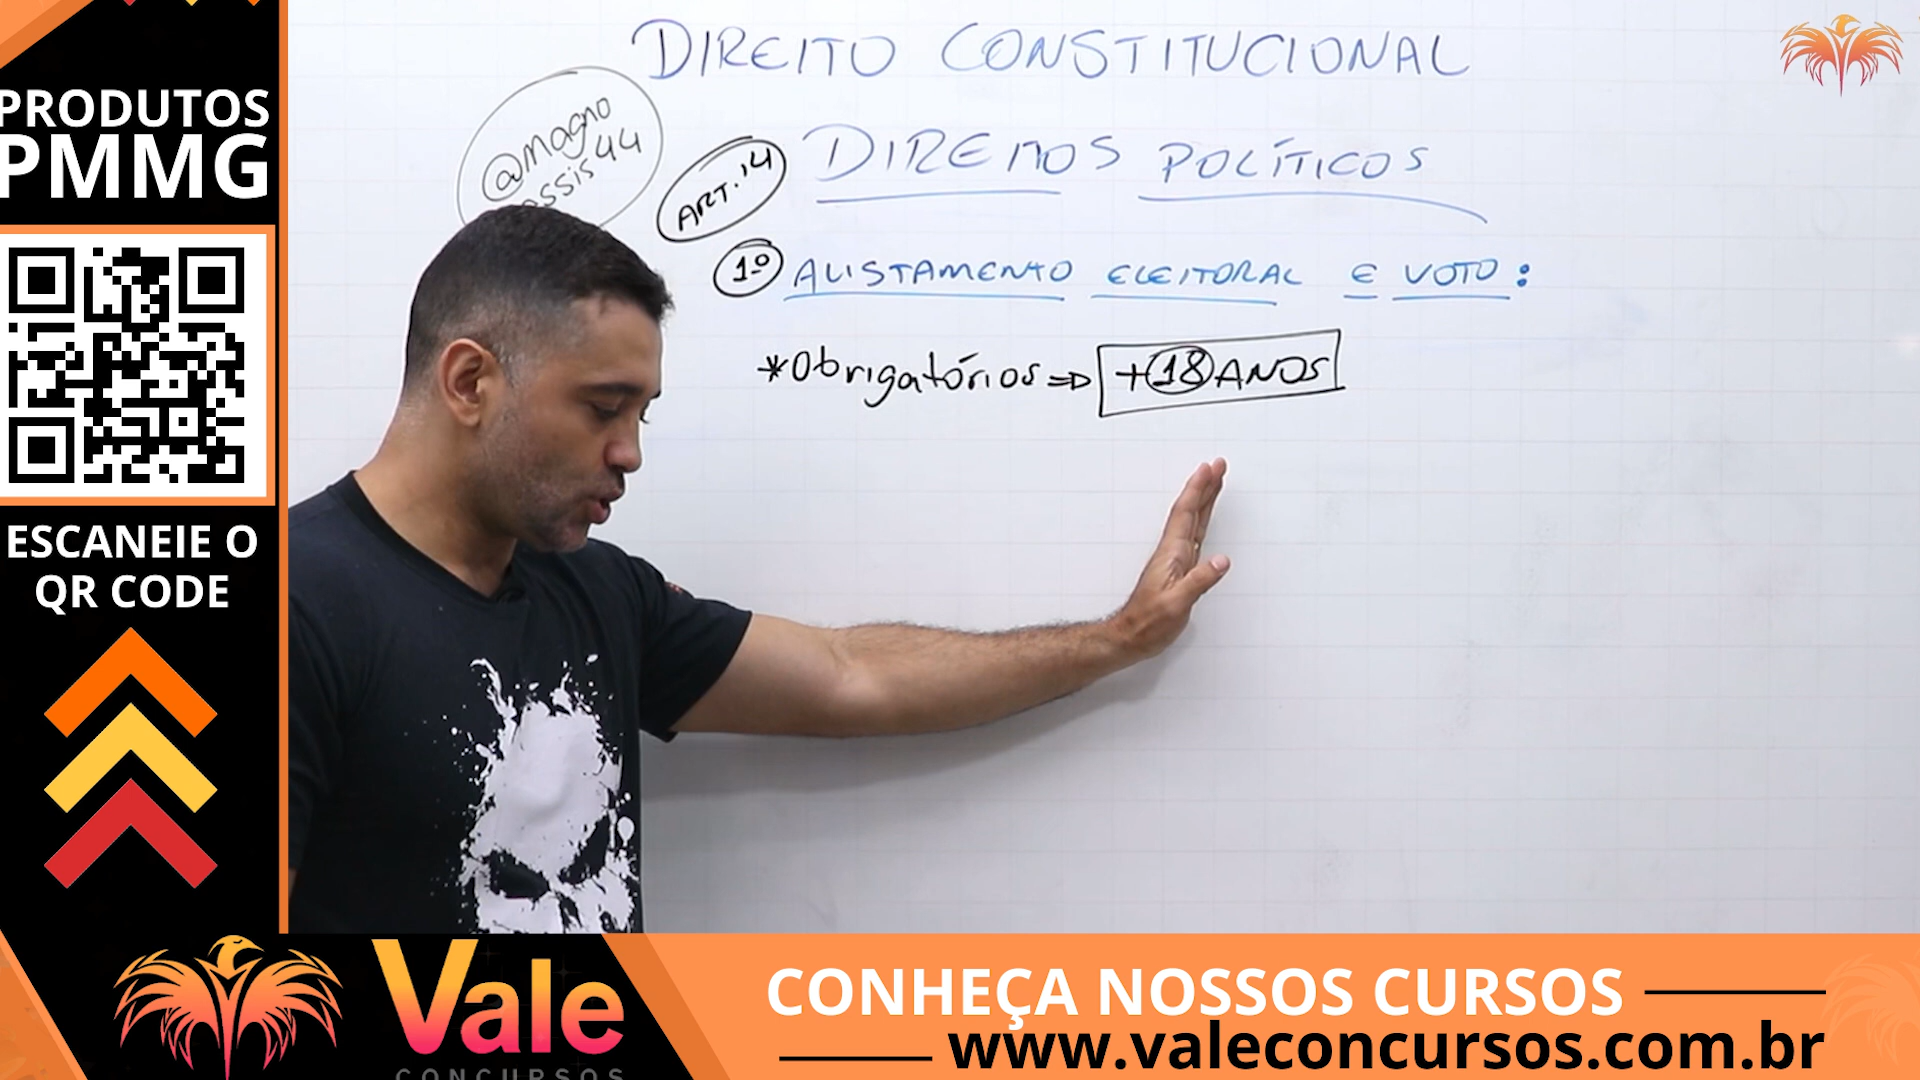 PRODUTOS
PMMG
ESCANEIE O
QR CODE
DIREITO CONSTITUCIONAL
@magno
assis44
ART. 14
DIREITOS POLÍTICOS
1º ALISTAMENTO ELEITORAL E VOTO:
*Obrigatórios ⇒ +18 ANOS
Vale
CONCURSOS
CONHEÇA NOSSOS CURSOS
www.valeconcursos.com.br